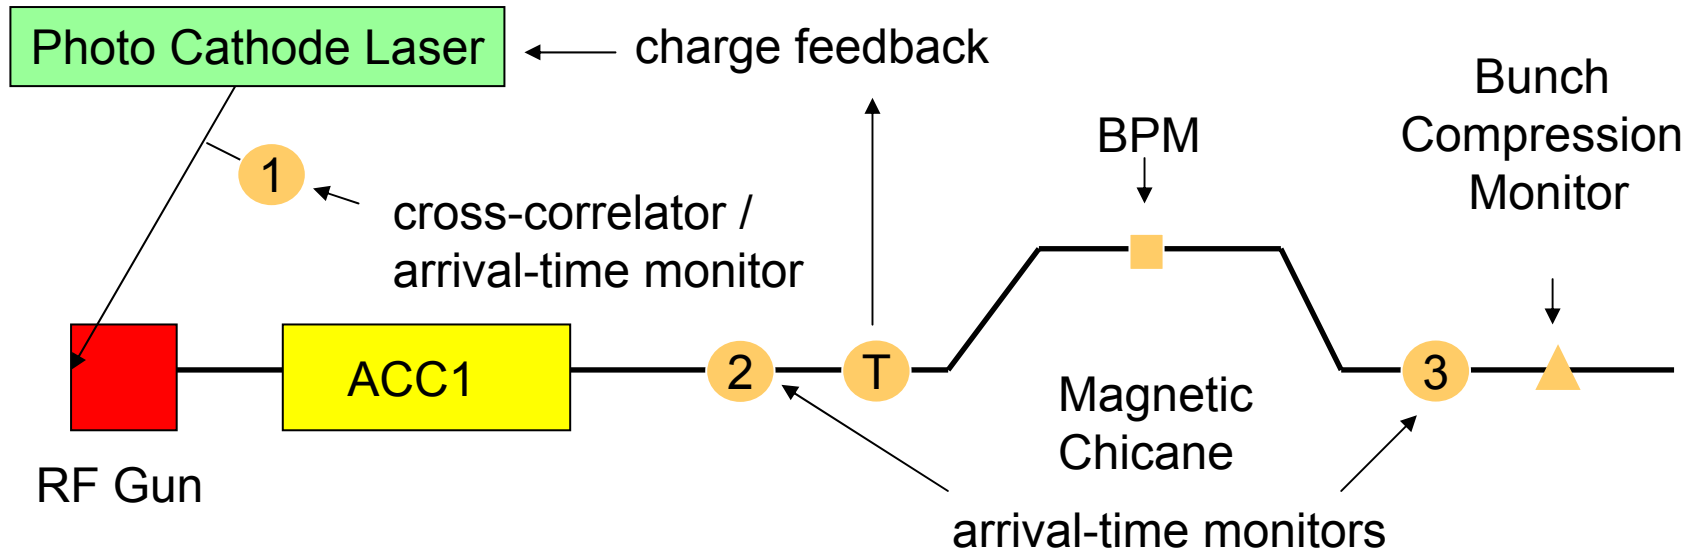 Photo Cathode Laser
charge feedback
Bunch
Compression
Monitor
BPM
1
cross-correlator /
arrival-time monitor
ACC1
2
T
3
Magnetic
Chicane
RF Gun
arrival-time monitors